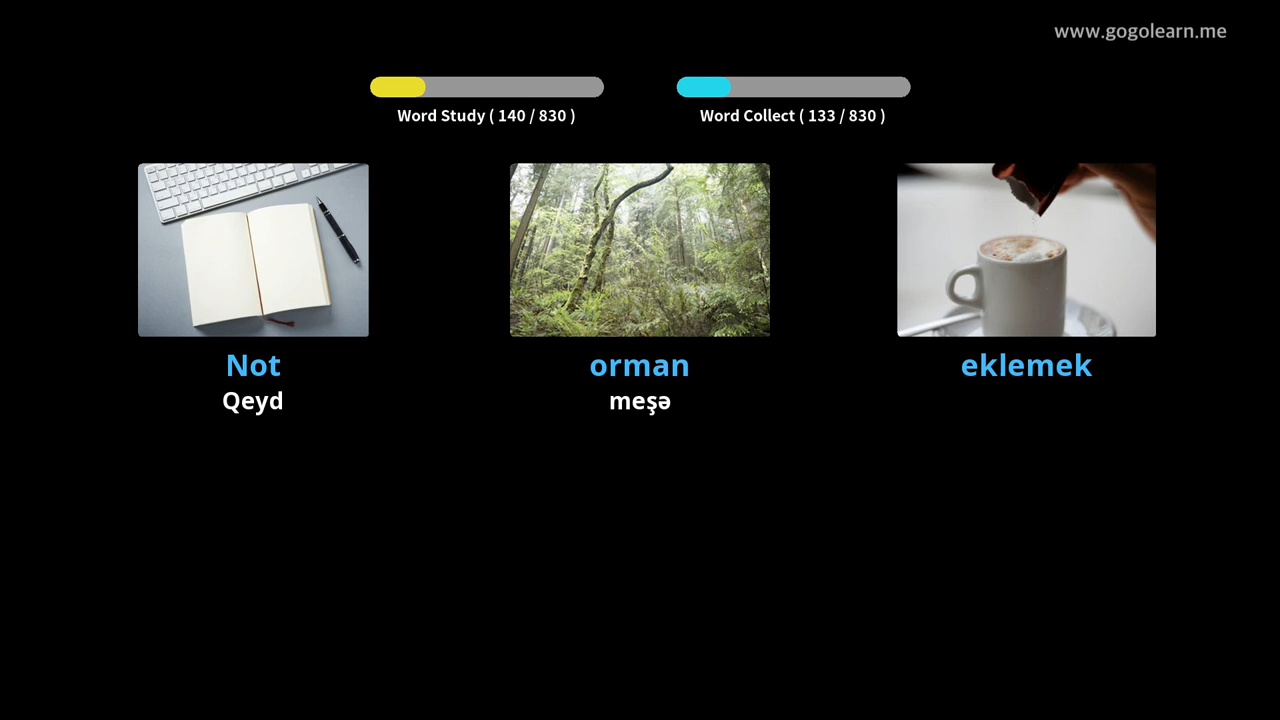 www.gogolearn.me
Word Study ( 140 / 830 )
Word Collect ( 133 / 830 )
Not
orman
eklemek
Qeyd
meşə